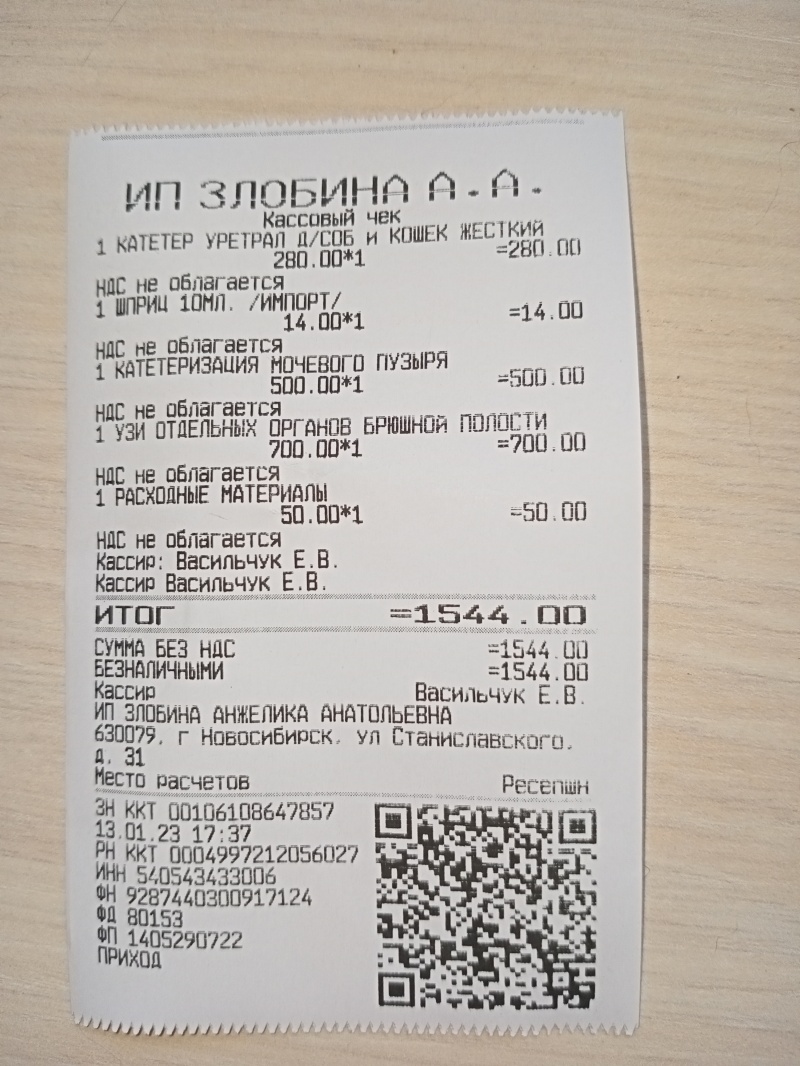 ИП ЗЛОБИНА А.А.
Кассовый чек
1 КАТЕТЕР УРЕТРАЛ Д/СОБ И КОШЕК ЖЕСТКИЙ
280.00*1 =280.00
НДС не облагается
1 ШПРИЦ 10МЛ. /ИМПОРТ/
14.00*1 =14.00
НДС не облагается
1 КАТЕТЕРИЗАЦИЯ МОЧЕВОГО ПУЗЫРЯ
500.00*1 =500.00
НДС не облагается
1 УЗИ ОТДЕЛЬНЫХ ОРГАНОВ БРЮШНОЙ ПОЛОСТИ
700.00*1 =700.00
НДС не облагается
1 РАСХОДНЫЕ МАТЕРИАЛЫ
50.00*1 =50.00
НДС не облагается
Кассир: Васильчук Е.В.
Кассир Васильчук Е.В.
ИТОГ =1544.00
СУММА БЕЗ НДС =1544.00
БЕЗНАЛИЧНЫМИ =1544.00
Кассир Васильчук Е.В.
ИП ЗЛОБИНА АНЖЕЛИКА АНАТОЛЬЕВНА
630079, г Новосибирск, ул Станиславского,
д. 31
Место расчетов Ресепшн
ЗН ККТ 00106108647857
13.01.23 17:37
РН ККТ 0004997212056027
ИНН 540543433006
ФН 9287440300917124
ФД 80153
ФП 1405290722
ПРИХОД